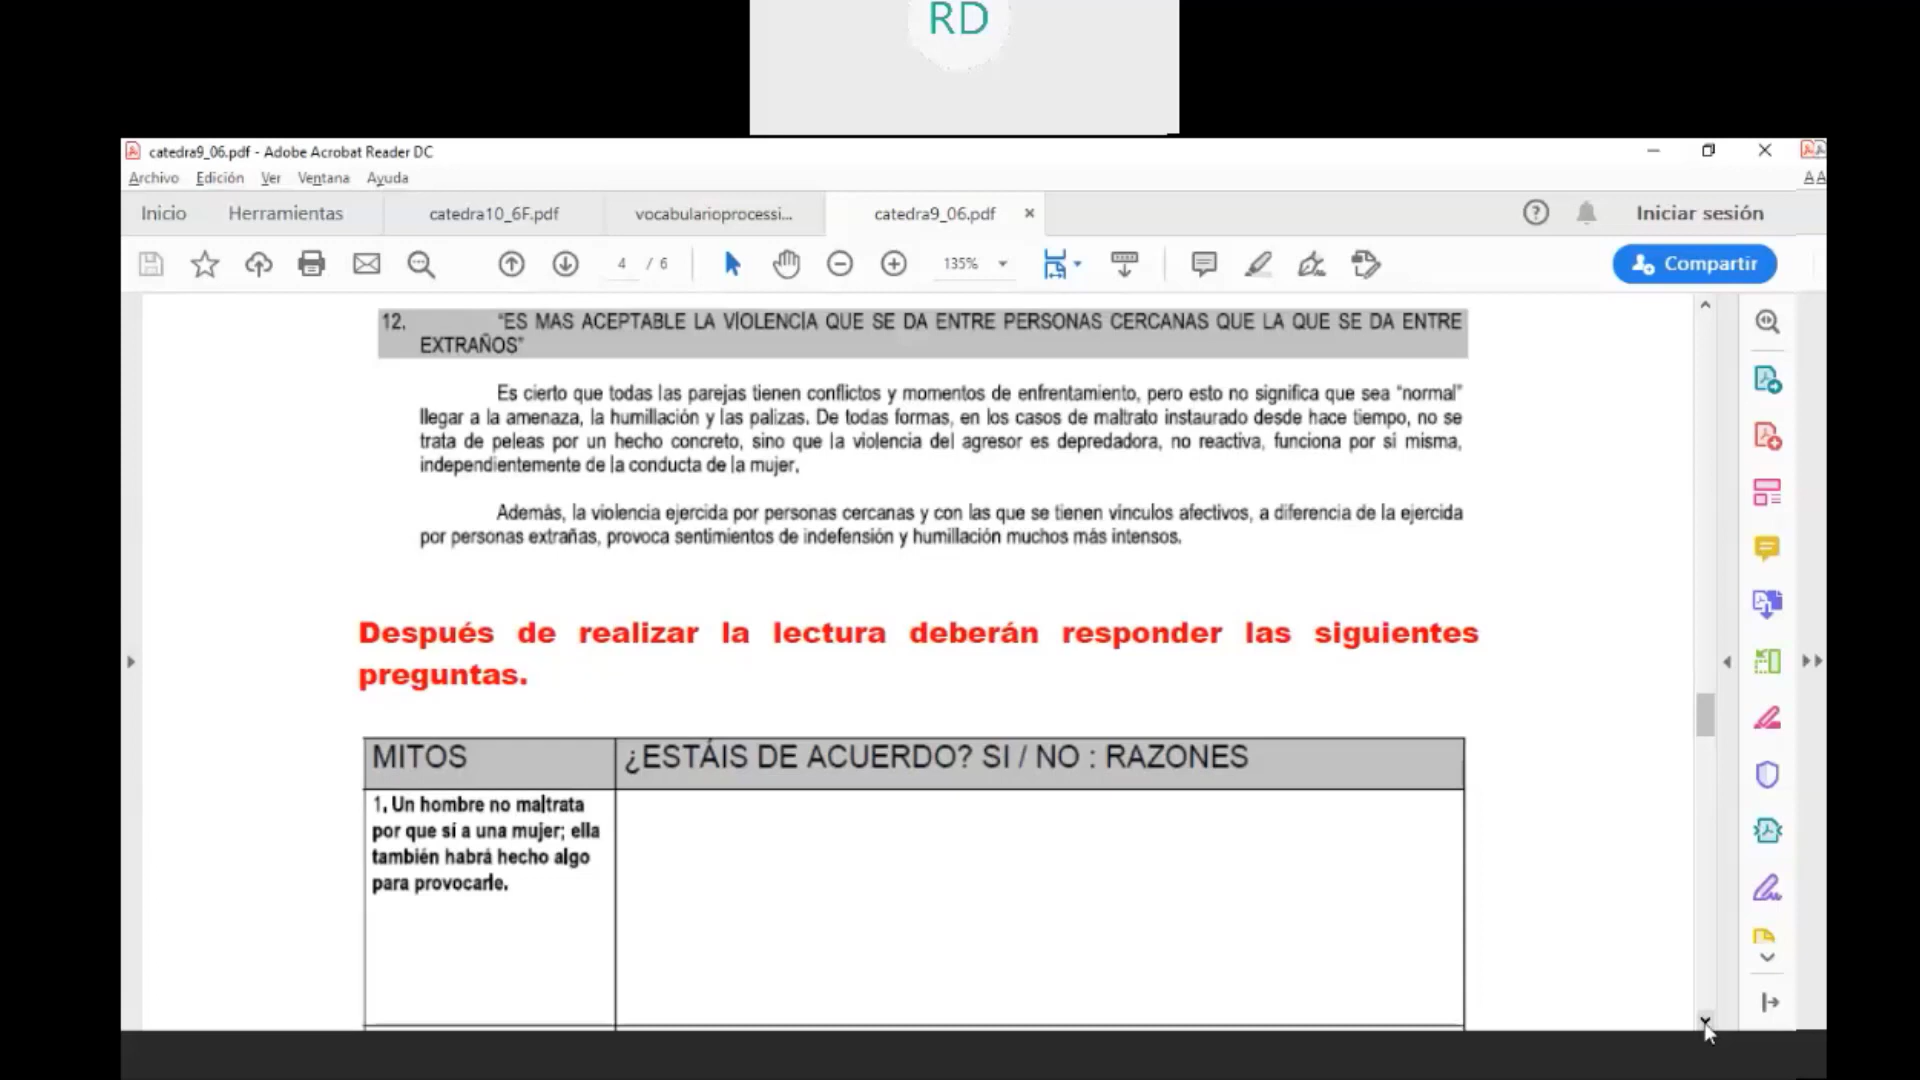 RD
catedra9_06.pdf - Adobe Acrobat Reader DC
Archivo Edición Ver Ventana Ayuda
Inicio Herramientas catedra10_6F.pdf vocabularioprocessi... catedra9_06.pdf × Iniciar sesión
4 / 6 135% Compartir
12. “ES MAS ACEPTABLE LA VIOLENCIA QUE SE DA ENTRE PERSONAS CERCANAS QUE LA QUE SE DA ENTRE
EXTRAÑOS”
Es cierto que todas las parejas tienen conflictos y momentos de enfrentamiento, pero esto no significa que sea “normal”
llegar a la amenaza, la humillación y las palizas. De todas formas, en los casos de maltrato instaurado desde hace tiempo, no se
trata de peleas por un hecho concreto, sino que la violencia del agresor es depredadora, no reactiva, funciona por si misma,
independientemente de la conducta de la mujer.
Además, la violencia ejercida por personas cercanas y con las que se tienen vínculos afectivos, a diferencia de la ejercida
por personas extrañas, provoca sentimientos de indefensión y humillación muchos más intensos.
Después de realizar la lectura deberán responder las siguientes
preguntas.
MITOS ¿ESTÁIS DE ACUERDO? SI / NO : RAZONES
1. Un hombre no maltrata
por que sí a una mujer; ella
también habrá hecho algo
para provocarle.